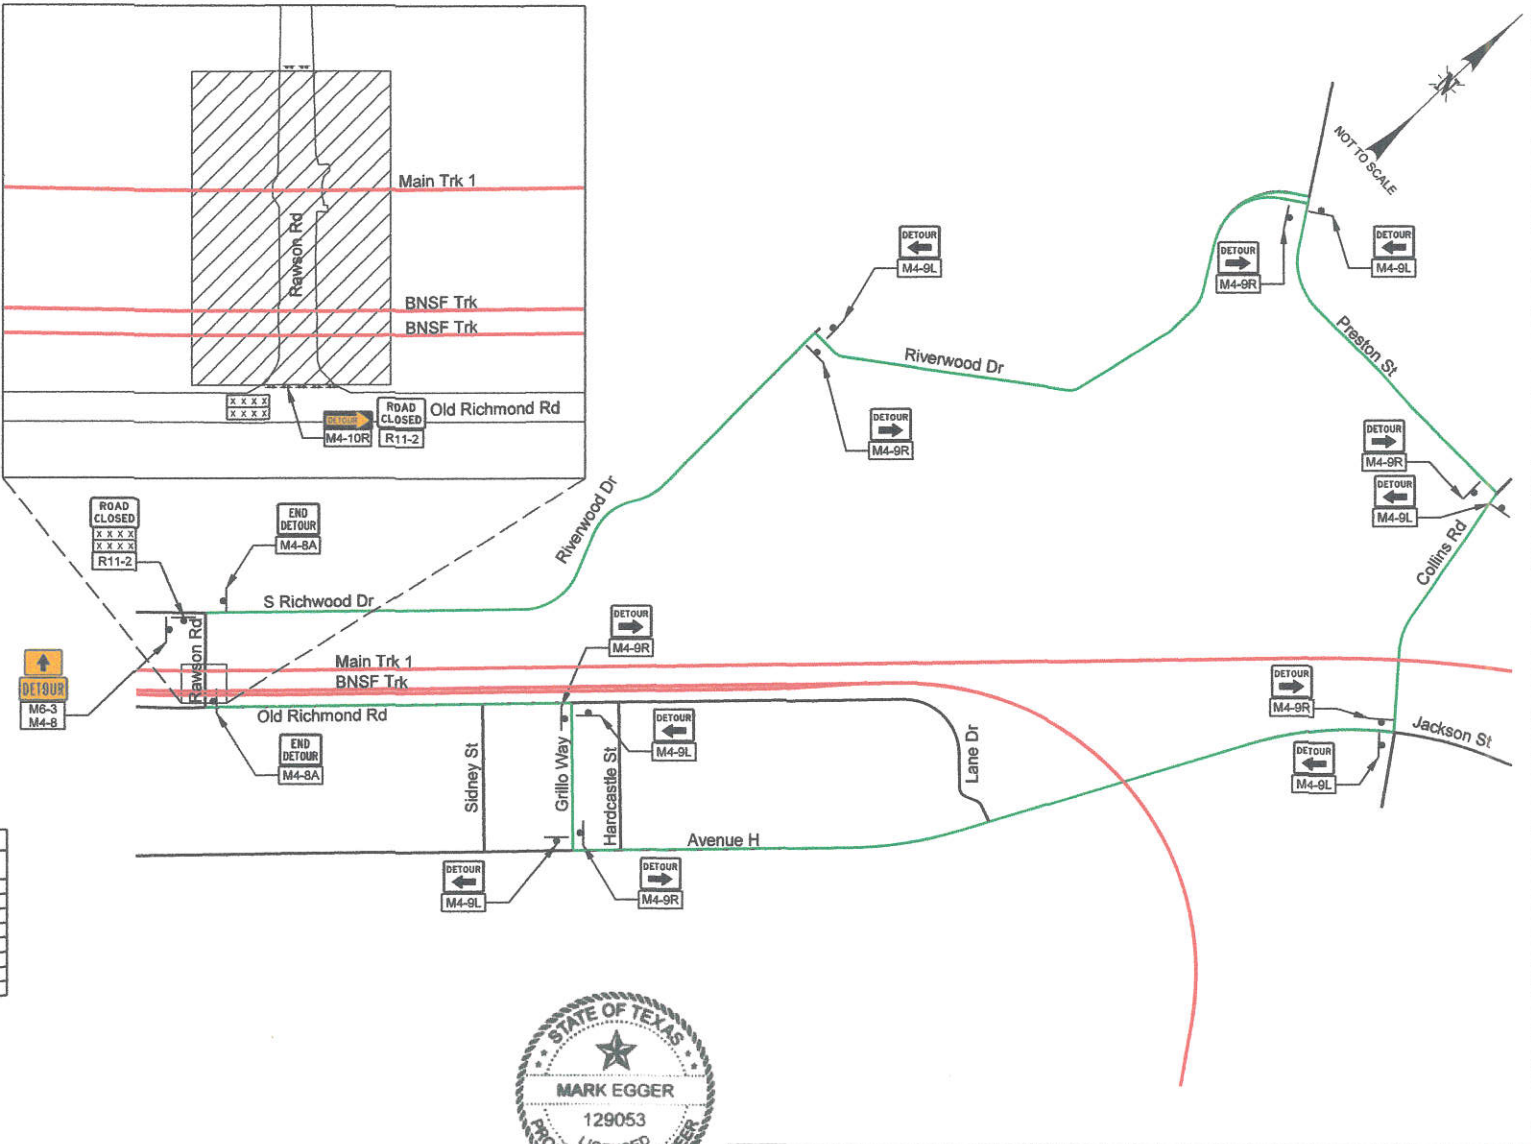 Main Trk 1
Rawson Rd
BNSF Trk
BNSF Trk
X X X X
X X X X
DETOUR
M4-10R
ROAD
CLOSED
R11-2
Old Richmond Rd
N
NOT TO SCALE
DETOUR
M4-9L
DETOUR
M4-9R
DETOUR
M4-9L
Riverwood Dr
Preston St
DETOUR
M4-9R
DETOUR
M4-9R
DETOUR
M4-9L
Collins Rd
Riverwood Dr
ROAD
CLOSED
X X X X
X X X X
R11-2
END
DETOUR
M4-8A
S Richwood Dr
DETOUR
M4-9R
Rawson Rd
Main Trk 1
BNSF Trk
DETOUR
M6-3
M4-8
Old Richmond Rd
END
DETOUR
M4-8A
DETOUR
M4-9L
DETOUR
M4-9R
Jackson St
DETOUR
M4-9L
Sidney St
Grillo Way
Hardcastle St
Lane Dr
Avenue H
DETOUR
M4-9L
DETOUR
M4-9R
STATE OF TEXAS
MARK EGGER
129053